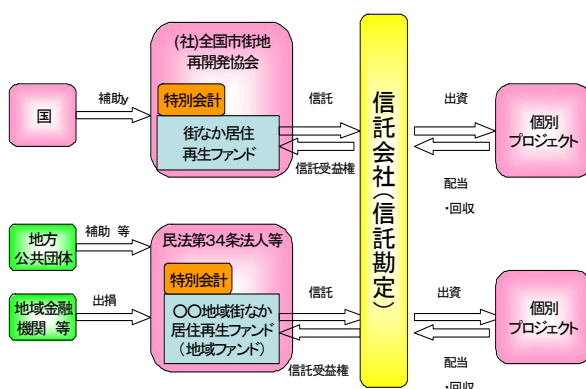 (社)全国市街地
再開発協会
特別会計
街なか居住
再生ファンド
国
補助y
信託
信託受益権
信託会社(信託勘定)
出資
配当
・回収
個別
プロジェクト
地方
公共団体
補助 等
地域金融
機関 等
出捐
民法第34条法人等
特別会計
〇〇地域街なか
居住再生ファンド
(地域ファンド)
信託
信託受益権
出資
配当
・回収
個別
プロジェクト